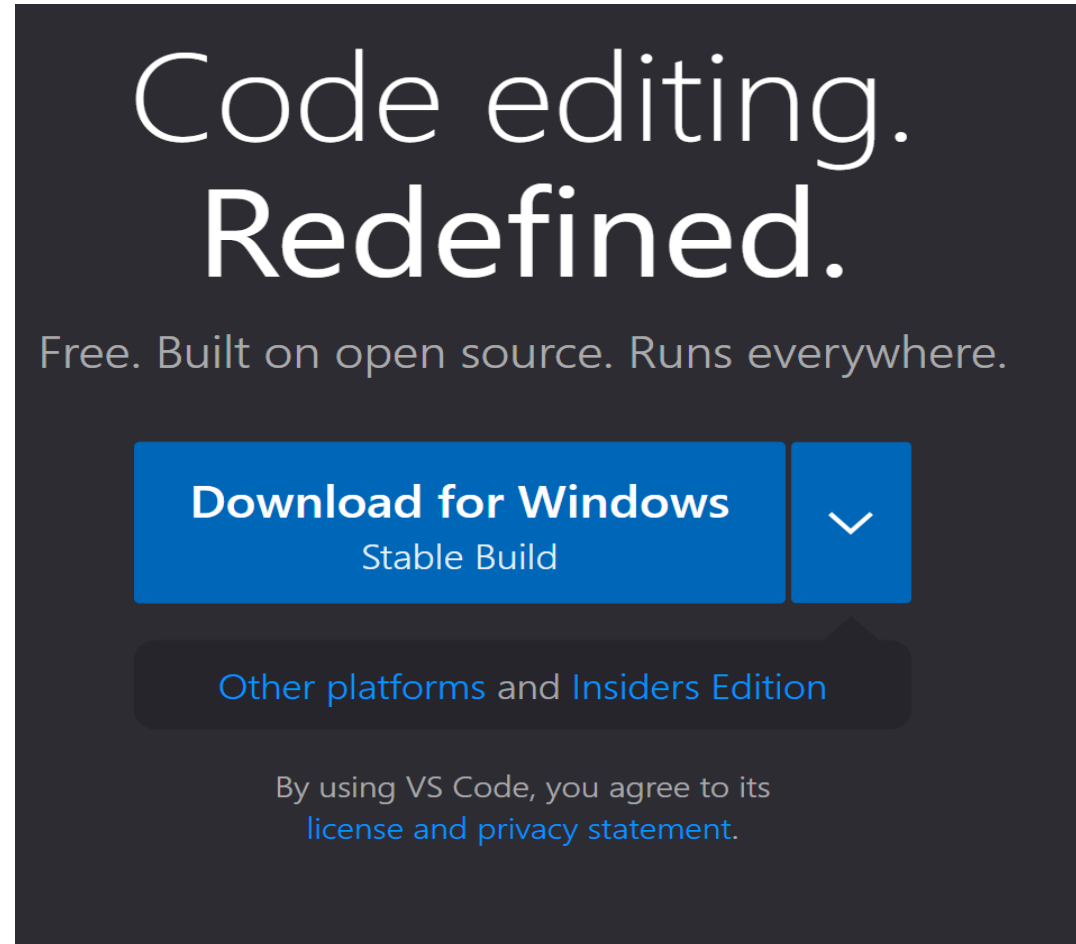 Code editing.
Redefined.
Free. Built on open source. Runs everywhere.
Download for Windows
Stable Build
Other platforms and Insiders Edition
By using VS Code, you agree to its
license and privacy statement.